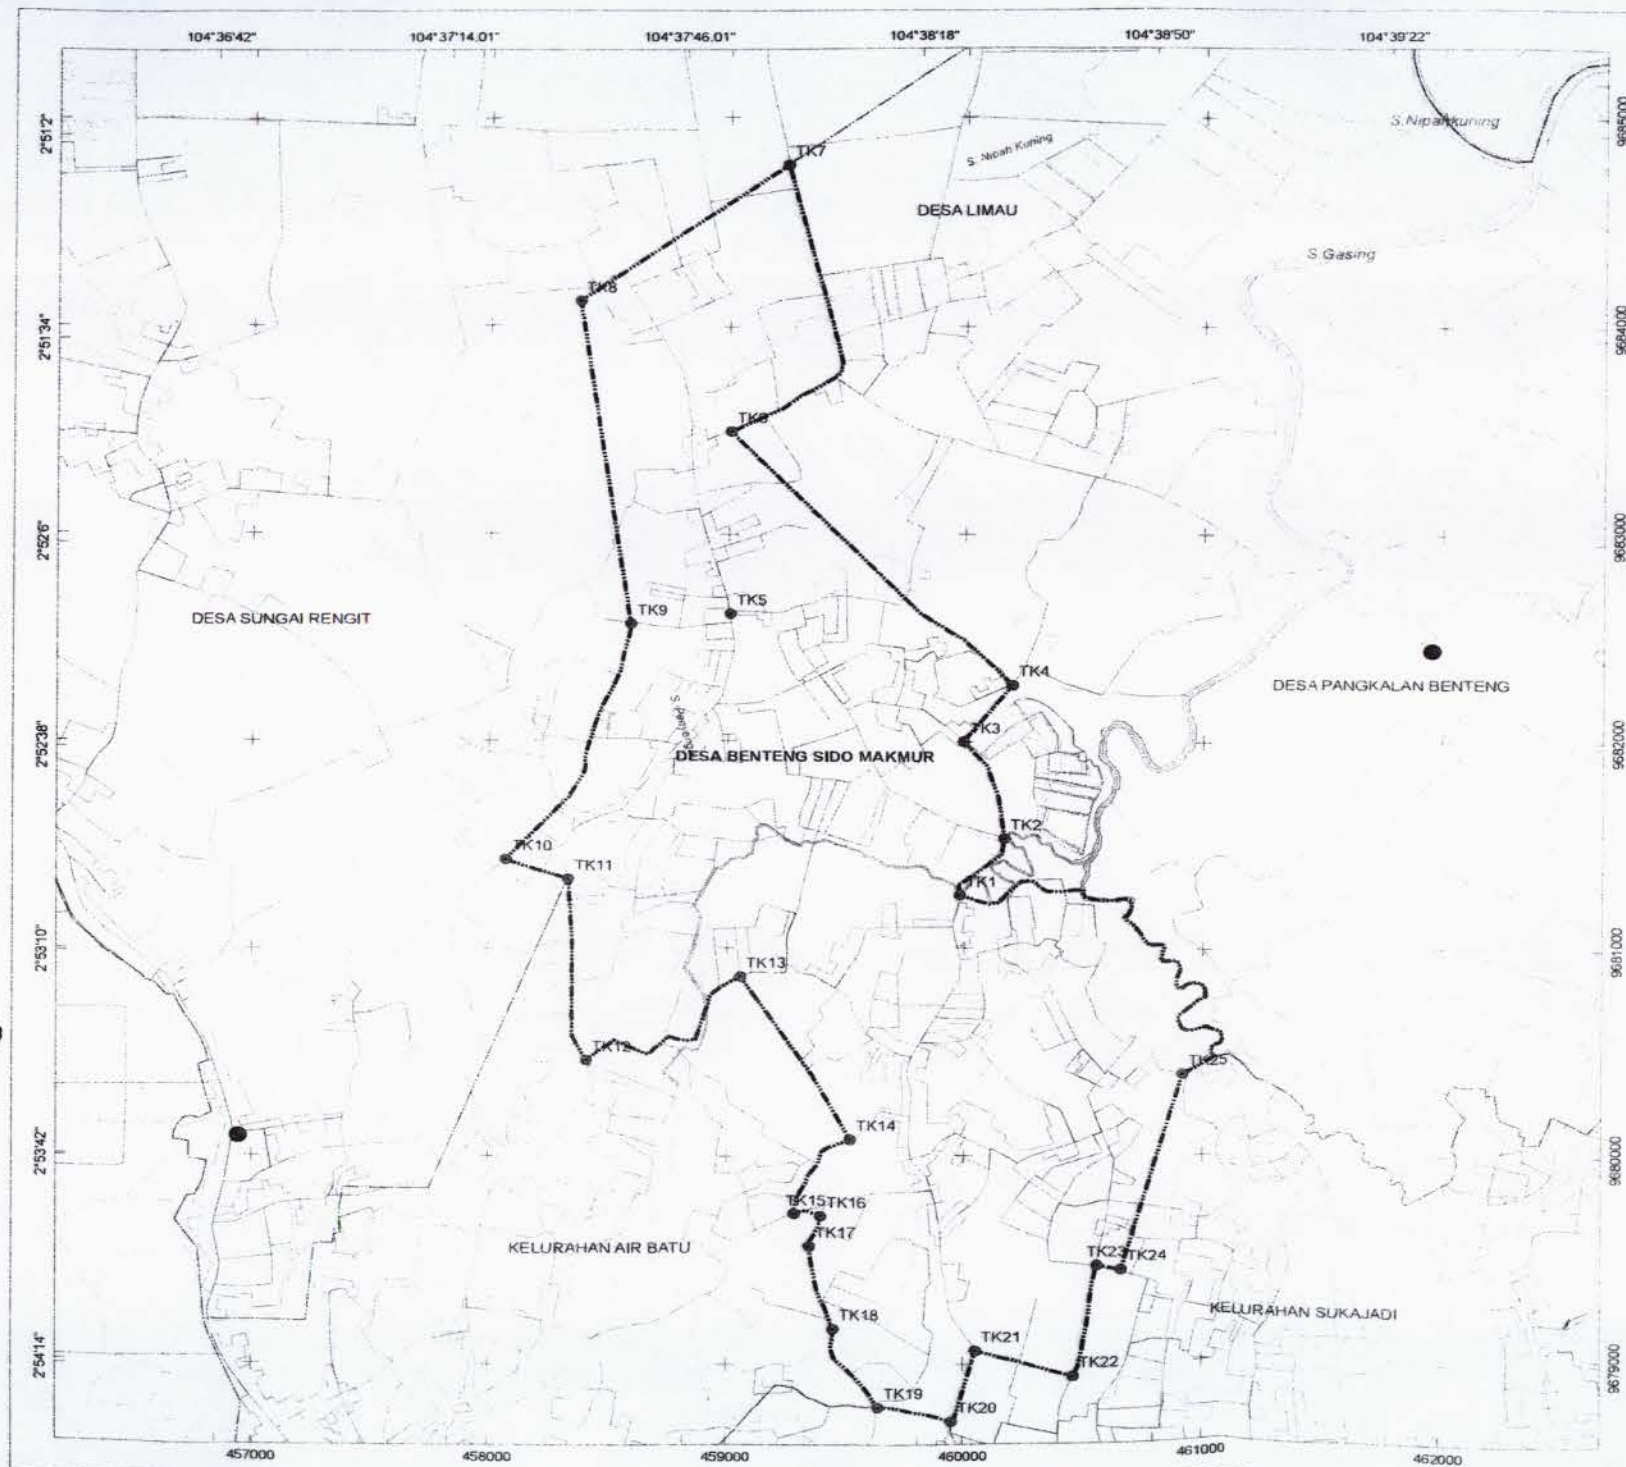 104°36'42"
104°37'14.01"
104°37'46.01"
104°38'18"
104°38'50"
104°39'22"
2°51'2"
9685000
S.Nipahkuning
TK7
S. Nipah Kuning
DESA LIMAU
S.Gasing
TK8
2°51'34"
9684000
TK6
2°52'6"
9683000
TK9
TK5
DESA SUNGAI RENGIT
TK4
DESA PANGKALAN BENTENG
TK3
2°52'38"
9682000
DESA BENTENG SIDO MAKMUR
TK2
TK10
TK11
TK1
2°53'10"
9681000
TK13
TK12
TK25
TK14
2°53'42"
9680000
TK15
TK16
TK17
KELURAHAN AIR BATU
TK23
TK24
KELURAHAN SUKAJADI
TK18
TK21
2°54'14"
9679000
TK22
TK19
TK20
457000
458000
459000
460000
461000
462000